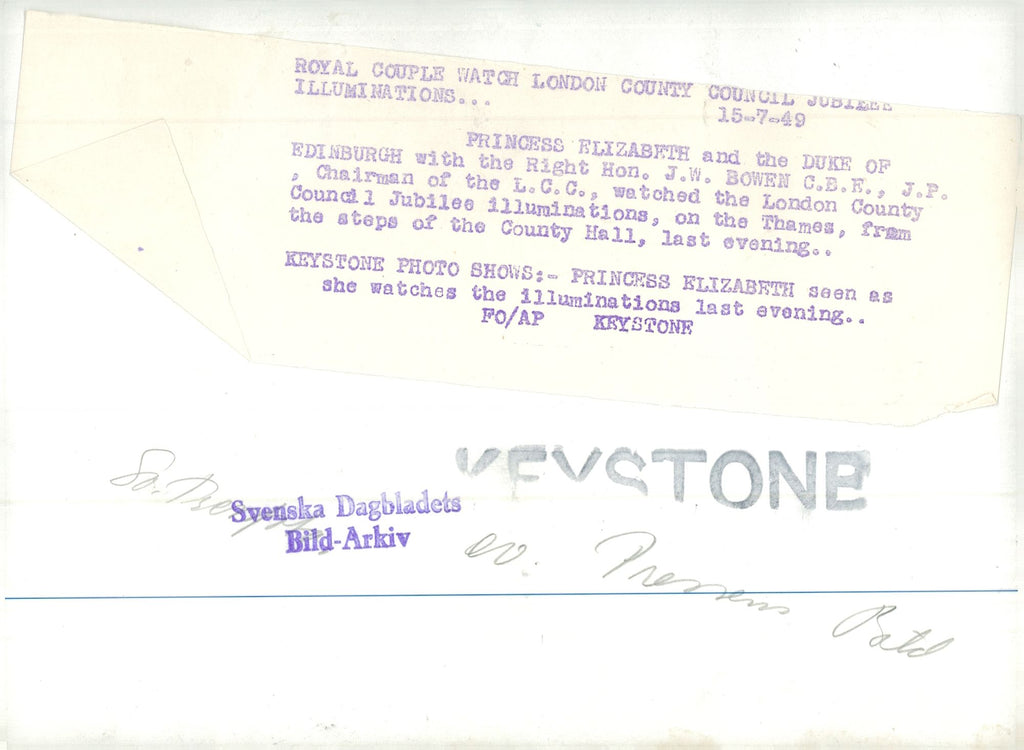 ROYAL COUPLE WATCH LONDON COUNTY COUNCIL JUBILEE
ILLUMINATIONS...
15-7-49
PRINCESS ELIZABETH and the DUKE OF
EDINBURGH with the Right Hon. J.W. BOWEN C.B.E., J.P.
, Chairman of the L.C.C., watched the London County
Council Jubilee illuminations, on the Thames, from
the steps of the County Hall, last evening..
KEYSTONE PHOTO SHOWS:- PRINCESS ELIZABETH seen as
she watches the illuminations last evening..
FO/AP KEYSTONE
KEYSTONE
Svenska Dagbladets
Bild-Arkiv
ev. Pressens Bild